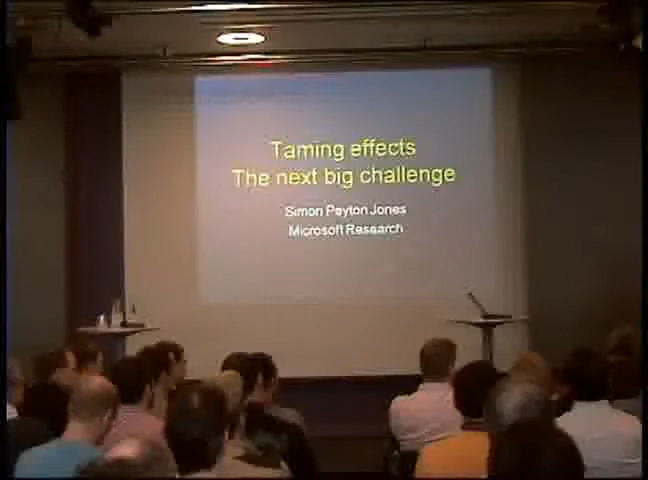 Taming effects
The next big challenge
Simon Peyton Jones
Microsoft Research